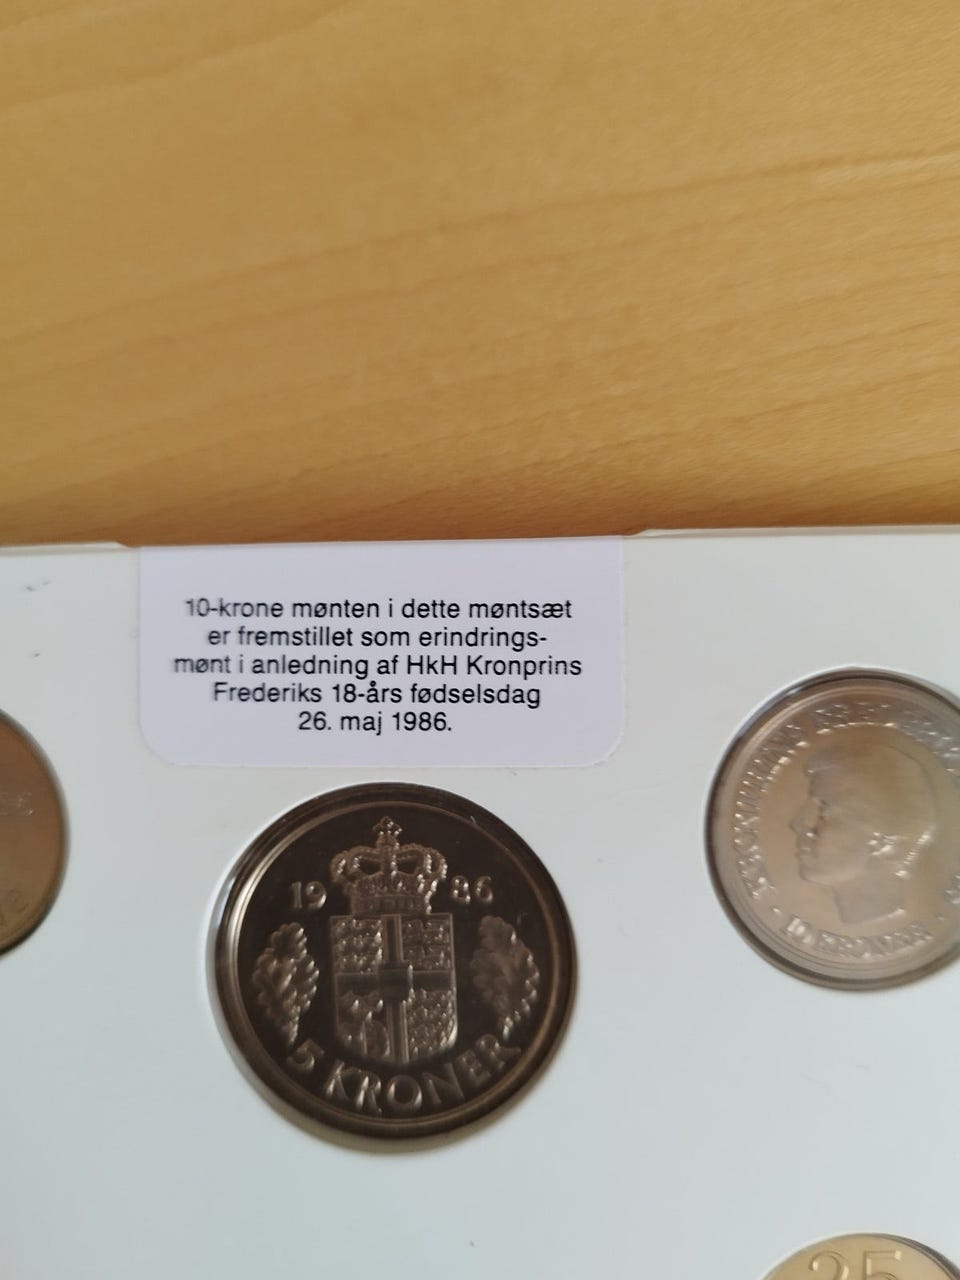 10-krone mønten i dette møntsæt
er fremstillet som erindrings-
mønt i anledning af HkH Kronprins
Frederiks 18-års fødselsdag
26. maj 1986.
19 86
5 KRONER
10 KRONER
25